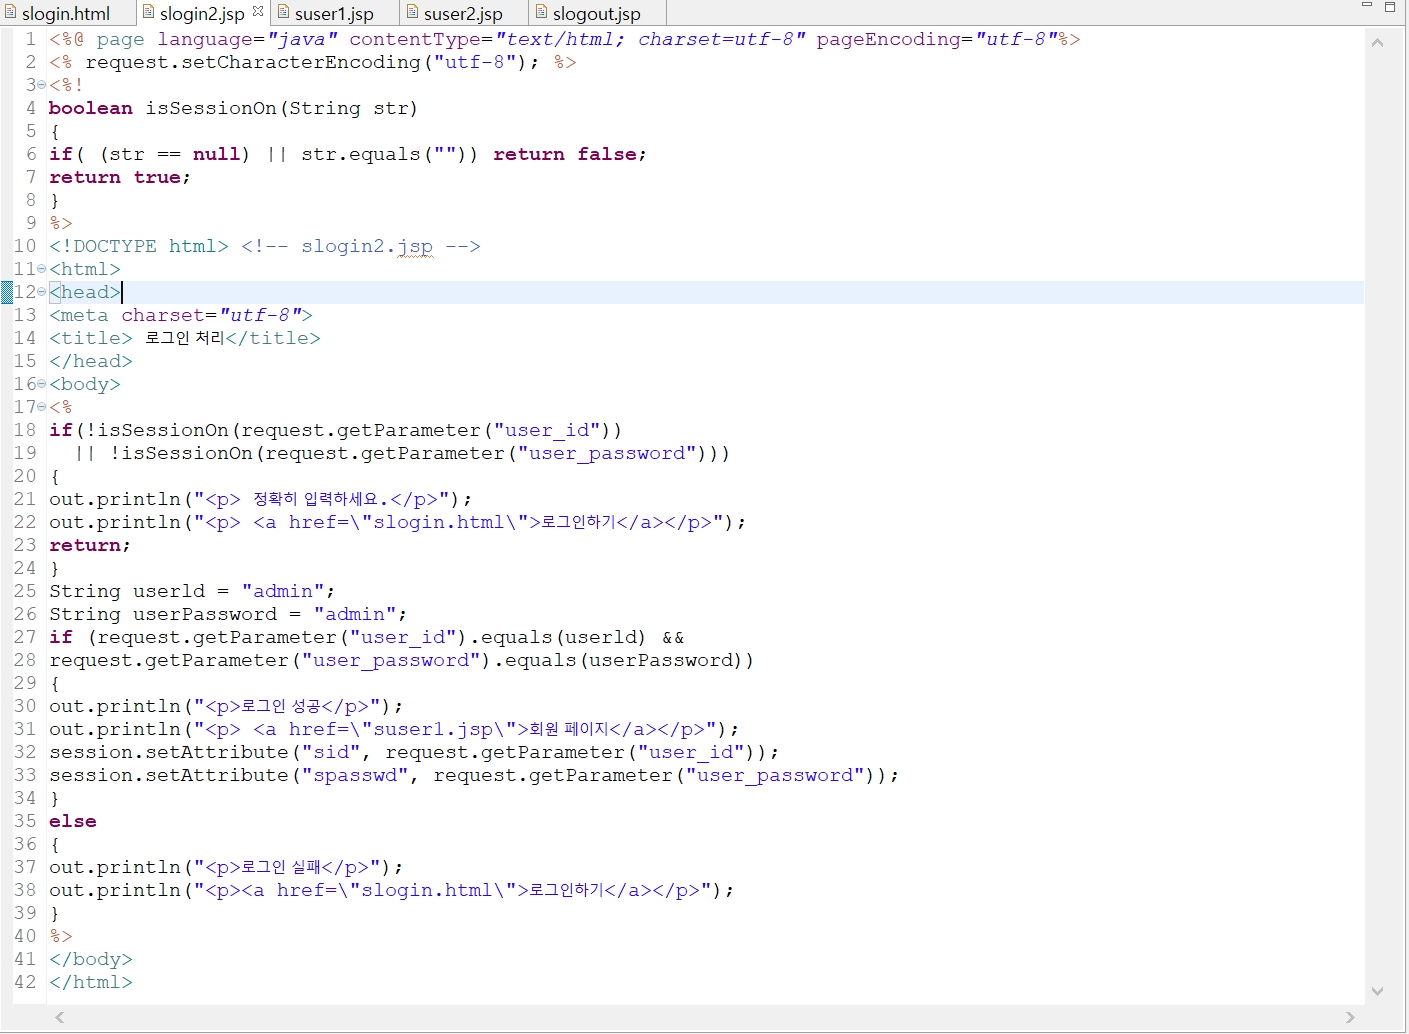 slogin.html slogin2.jsp suser1.jsp suser2.jsp slogout.jsp
1 <%@ page language="java" contentType="text/html; charset=utf-8" pageEncoding="utf-8"%>
2 <% request.setCharacterEncoding("utf-8"); %>
3 <%!
4 boolean isSessionOn(String str)
5 {
6 if( (str == null) || str.equals("")) return false;
7 return true;
8 }
9 %>
10 <!DOCTYPE html> <!-- slogin2.jsp -->
11 <html>
12 <head>
13 <meta charset="utf-8">
14 <title> 로그인 처리</title>
15 </head>
16 <body>
17 <%
18 if(!isSessionOn(request.getParameter("user_id"))
19   || !isSessionOn(request.getParameter("user_password")))
20 {
21 out.println("<p> 정확히 입력하세요.</p>");
22 out.println("<p> <a href=\"slogin.html\">로그인하기</a></p>");
23 return;
24 }
25 String userld = "admin";
26 String userPassword = "admin";
27 if (request.getParameter("user_id").equals(userld) &&
28 request.getParameter("user_password").equals(userPassword))
29 {
30 out.println("<p>로그인 성공</p>");
31 out.println("<p> <a href=\"suser1.jsp\">회원 페이지</a></p>");
32 session.setAttribute("sid", request.getParameter("user_id"));
33 session.setAttribute("spasswd", request.getParameter("user_password"));
34 }
35 else
36 {
37 out.println("<p>로그인 실패</p>");
38 out.println("<p><a href=\"slogin.html\">로그인하기</a></p>");
39 }
40 %>
41 </body>
42 </html>